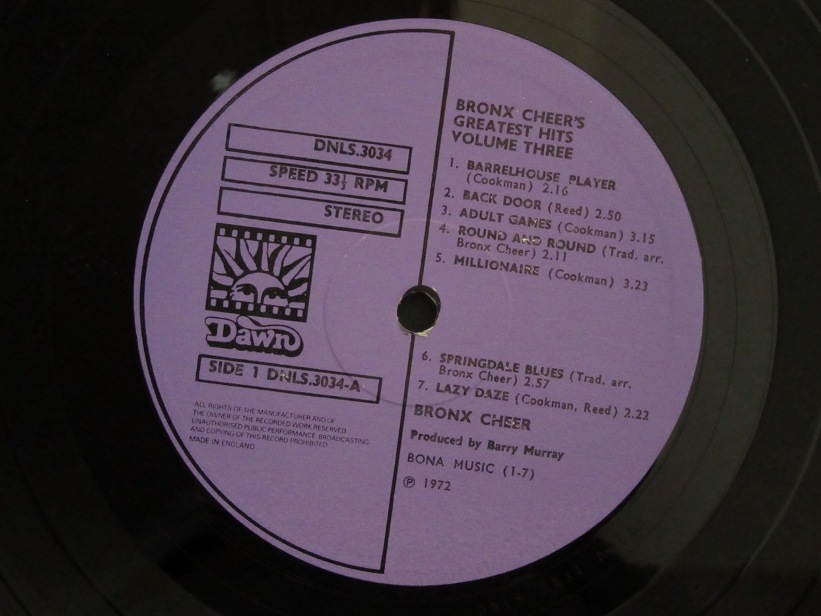 DNLS.3034
SPEED 33⅓ RPM
STEREO
Dawn
SIDE 1 DNLS.3034-A
ALL RIGHTS OF THE MANUFACTURER AND OF
THE OWNER OF THE RECORDED WORK RESERVED
UNAUTHORISED PUBLIC PERFORMANCE BROADCASTING
AND COPYING OF THIS RECORD PROHIBITED
MADE IN ENGLAND
BRONX CHEER'S
GREATEST HITS
VOLUME THREE
1. BARRELHOUSE PLAYER
(Cookman) 2.16
2. BACK DOOR (Reed) 2.50
3. ADULT GAMES (Cookman) 3.15
4. ROUND AND ROUND (Trad. arr.
Bronx Cheer) 2.11
5. MILLIONAIRE (Cookman) 3.23
6. SPRINGDALE BLUES (Trad. arr.
Bronx Cheer) 2.57
7. LAZY DAZE (Cookman, Reed) 2.22
BRONX CHEER
Produced by Barry Murray
BONA MUSIC (1-7)
℗ 1972